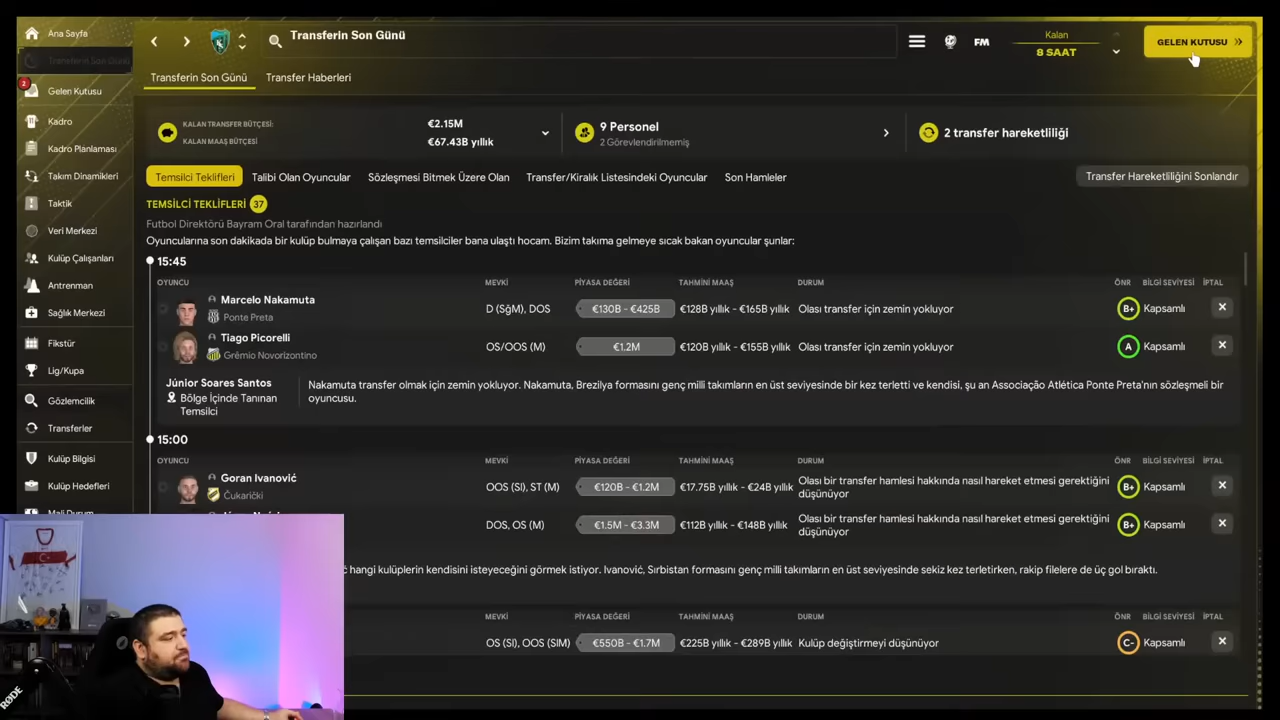 Ana Sayfa
Transferin Son Günü
2
Gelen Kutusu
Kadro
Kadro Planlaması
Takım Dinamikleri
Taktik
Veri Merkezi
Kulüp Çalışanları
Antrenman
Sağlık Merkezi
Fikstür
Lig/Kupa
Gözlemcilik
Transferler
Kulüp Bilgisi
Kulüp Hedefleri
Mali Durum
Transferin Son Günü
FM
Kalan
8 SAAT
GELEN KUTUSU
Transferin Son Günü Transfer Haberleri
KALAN TRANSFER BÜTÇESİ: €2.15M
KALAN MAAŞ BÜTÇESİ €67.43B yıllık
9 Personel
2 Görevlendirilmemiş
2 transfer hareketliliği
Temsilci Teklifleri Talibi Olan Oyuncular Sözleşmesi Bitmek Üzere Olan Transfer/Kiralık Listesindeki Oyuncular Son Hamleler
Transfer Hareketliliğini Sonlandır
TEMSİLCİ TEKLİFLERİ 37
Futbol Direktörü Bayram Oral tarafından hazırlandı
Oyuncularına son dakikada bir kulüp bulmaya çalışan bazı temsilciler bana ulaştı hocam. Bizim takıma gelmeye sıcak bakan oyuncular şunlar:
15:45
OYUNCU MEVKİ PİYASA DEĞERİ TAHMİNİ MAAŞ DURUM ÖNR BİLGİ SEVİYESİ İPTAL
Marcelo Nakamuta
Ponte Preta
D (SğM), DOS €130B - €425B €128B yıllık - €165B yıllık Olası transfer için zemin yokluyor B+ Kapsamlı
Tiago Picorelli
Grêmio Novorizontino
OS/OOS (M) €1.2M €120B yıllık - €155B yıllık Olası transfer için zemin yokluyor A Kapsamlı
Júnior Soares Santos
Bölge İçinde Tanınan
Temsilci
Nakamuta transfer olmak için zemin yokluyor. Nakamuta, Brezilya formasını genç milli takımların en üst seviyesinde bir kez terletti ve kendisi, şu an Associação Atlética Ponte Preta'nın sözleşmeli bir
oyuncusu.
15:00
OYUNCU MEVKİ PİYASA DEĞERİ TAHMİNİ MAAŞ DURUM ÖNR BİLGİ SEVİYESİ İPTAL
Goran Ivanović
Čukarički
OOS (Sl), ST (M) €120B - €1.2M €17.75B yıllık - €24B yıllık Olası bir transfer hamlesi hakkında nasıl hareket etmesi gerektiğini
düşünüyor
B+ Kapsamlı
DOS, OS (M) €1.5M - €3.3M €112B yıllık - €148B yıllık Olası bir transfer hamlesi hakkında nasıl hareket etmesi gerektiğini
düşünüyor
B+ Kapsamlı
hangi kulüplerin kendisini isteyeceğini görmek istiyor. Ivanović, Sırbistan formasını genç milli takımların en üst seviyesinde sekiz kez terletirken, rakip filelere de üç gol bıraktı.
MEVKİ PİYASA DEĞERİ TAHMİNİ MAAŞ DURUM ÖNR BİLGİ SEVİYESİ İPTAL
OS (Sl), OOS (SlM) €550B - €1.7M €225B yıllık - €289B yıllık Kulüp değiştirmeyi düşünüyor C- Kapsamlı
RØDE